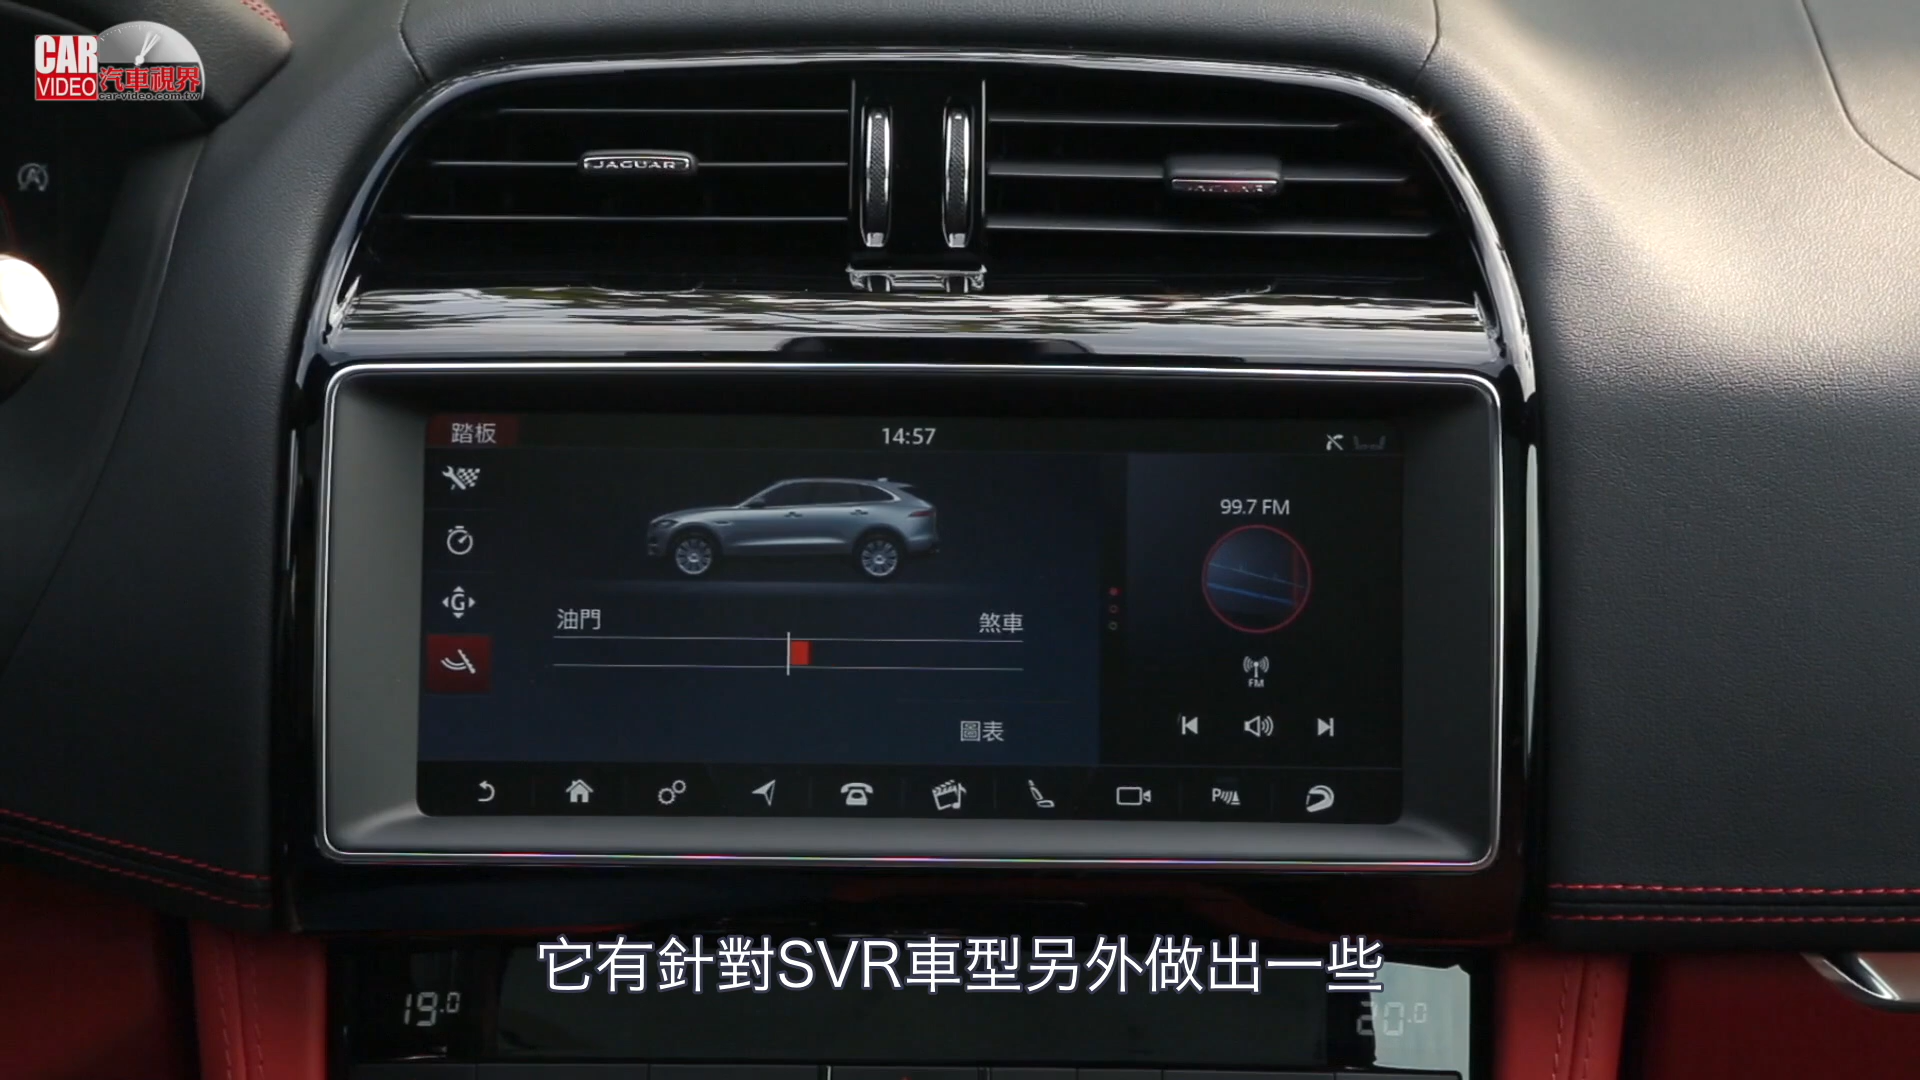 CAR
VIDEO 汽車視界
car-video.com.tw
JAGUAR
JAGUAR
踏板
14:57
G
99.7 FM
油門
煞車
FM
圖表
P
它有針對SVR車型另外做出一些
19.0
20.0